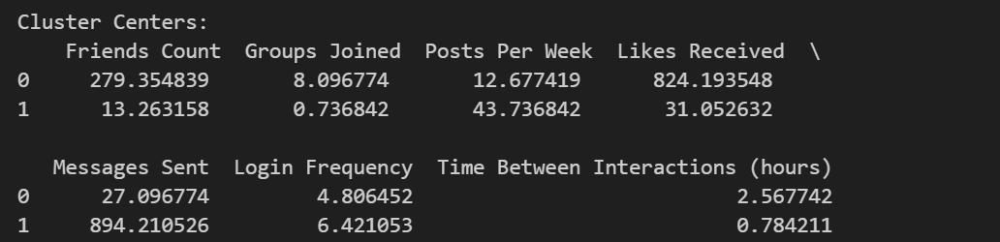 Cluster Centers:
    Friends Count  Groups Joined  Posts Per Week  Likes Received  \
0      279.354839       8.096774       12.677419      824.193548
1       13.263158       0.736842       43.736842       31.052632

   Messages Sent  Login Frequency  Time Between Interactions (hours)
0      27.096774         4.806452                           2.567742
1     894.210526         6.421053                           0.784211